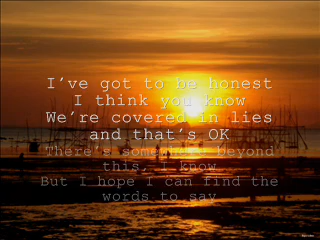 I've got to be honest
I think you know
We're covered in lies
and that's OK
There's somewhere beyond
this, I know
But I hope I can find the
words to say